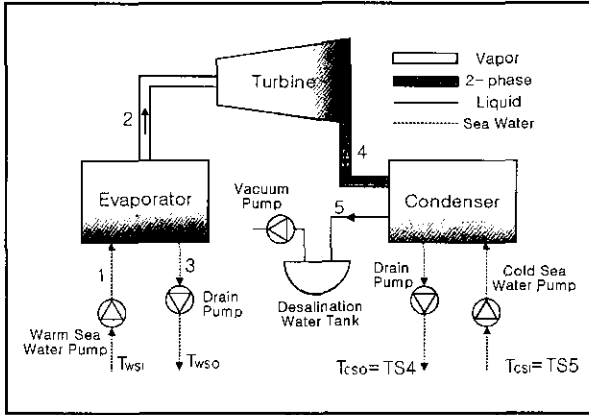 Turbine
Vapor
2- phase
Liquid
Sea Water
2
4
Evaporator
Vacuum
Pump
5
Condenser
1
3
Drain
Pump
Desalination
Water Tank
Drain
Pump
Cold Sea
Water Pump
Warm Sea
Water Pump
TWSI
TWSO
TCSO= TS4
TCSI= TS5